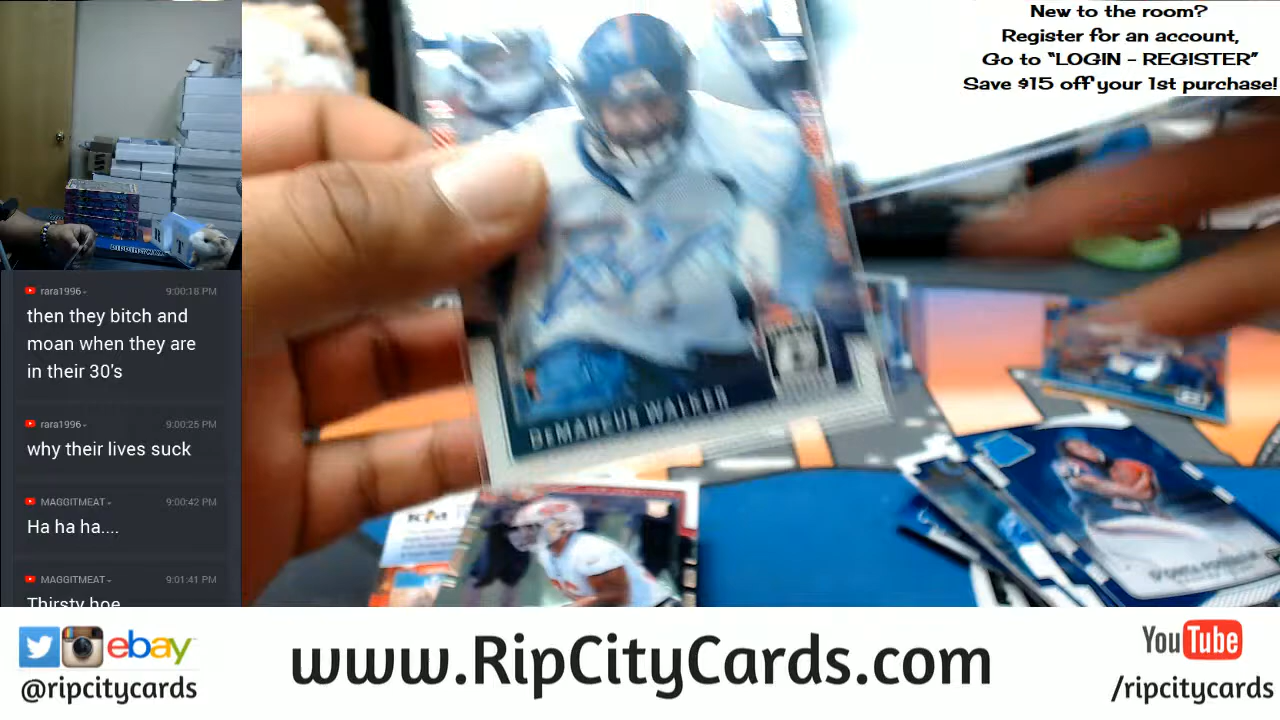 New to the room?
Register for an account,
Go to “LOGIN - REGISTER”
Save $15 off your 1st purchase!
rara1996
9:00:18 PM
then they bitch and
moan when they are
in their 30's
rara1996
9:00:25 PM
why their lives suck
MAGGITMEAT
9:00:42 PM
Ha ha ha....
MAGGITMEAT
9:01:41 PM
Thirsty hoe
DEMARCUS WALKER
ebay
@ripcitycards
www.RipCityCards.com
YouTube
/ripcitycards